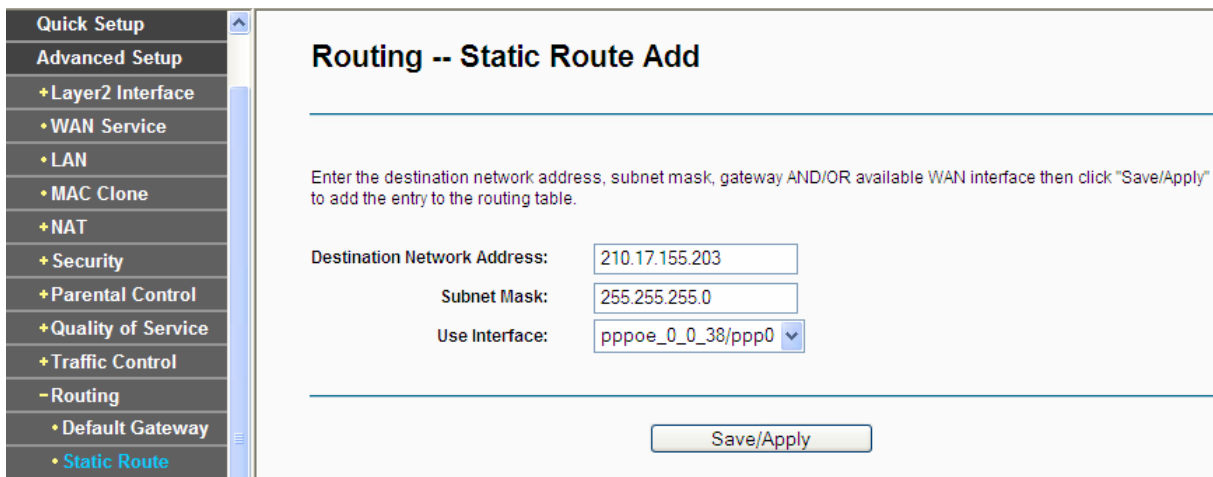 Quick Setup
Advanced Setup
+Layer2 Interface
•WAN Service
•LAN
•MAC Clone
+NAT
+Security
+Parental Control
+Quality of Service
+Traffic Control
−Routing
•Default Gateway
•Static Route
Routing -- Static Route Add
Enter the destination network address, subnet mask, gateway AND/OR available WAN interface then click "Save/Apply"
to add the entry to the routing table.
Destination Network Address: 210.17.155.203
Subnet Mask: 255.255.255.0
Use Interface: pppoe_0_0_38/ppp0
Save/Apply